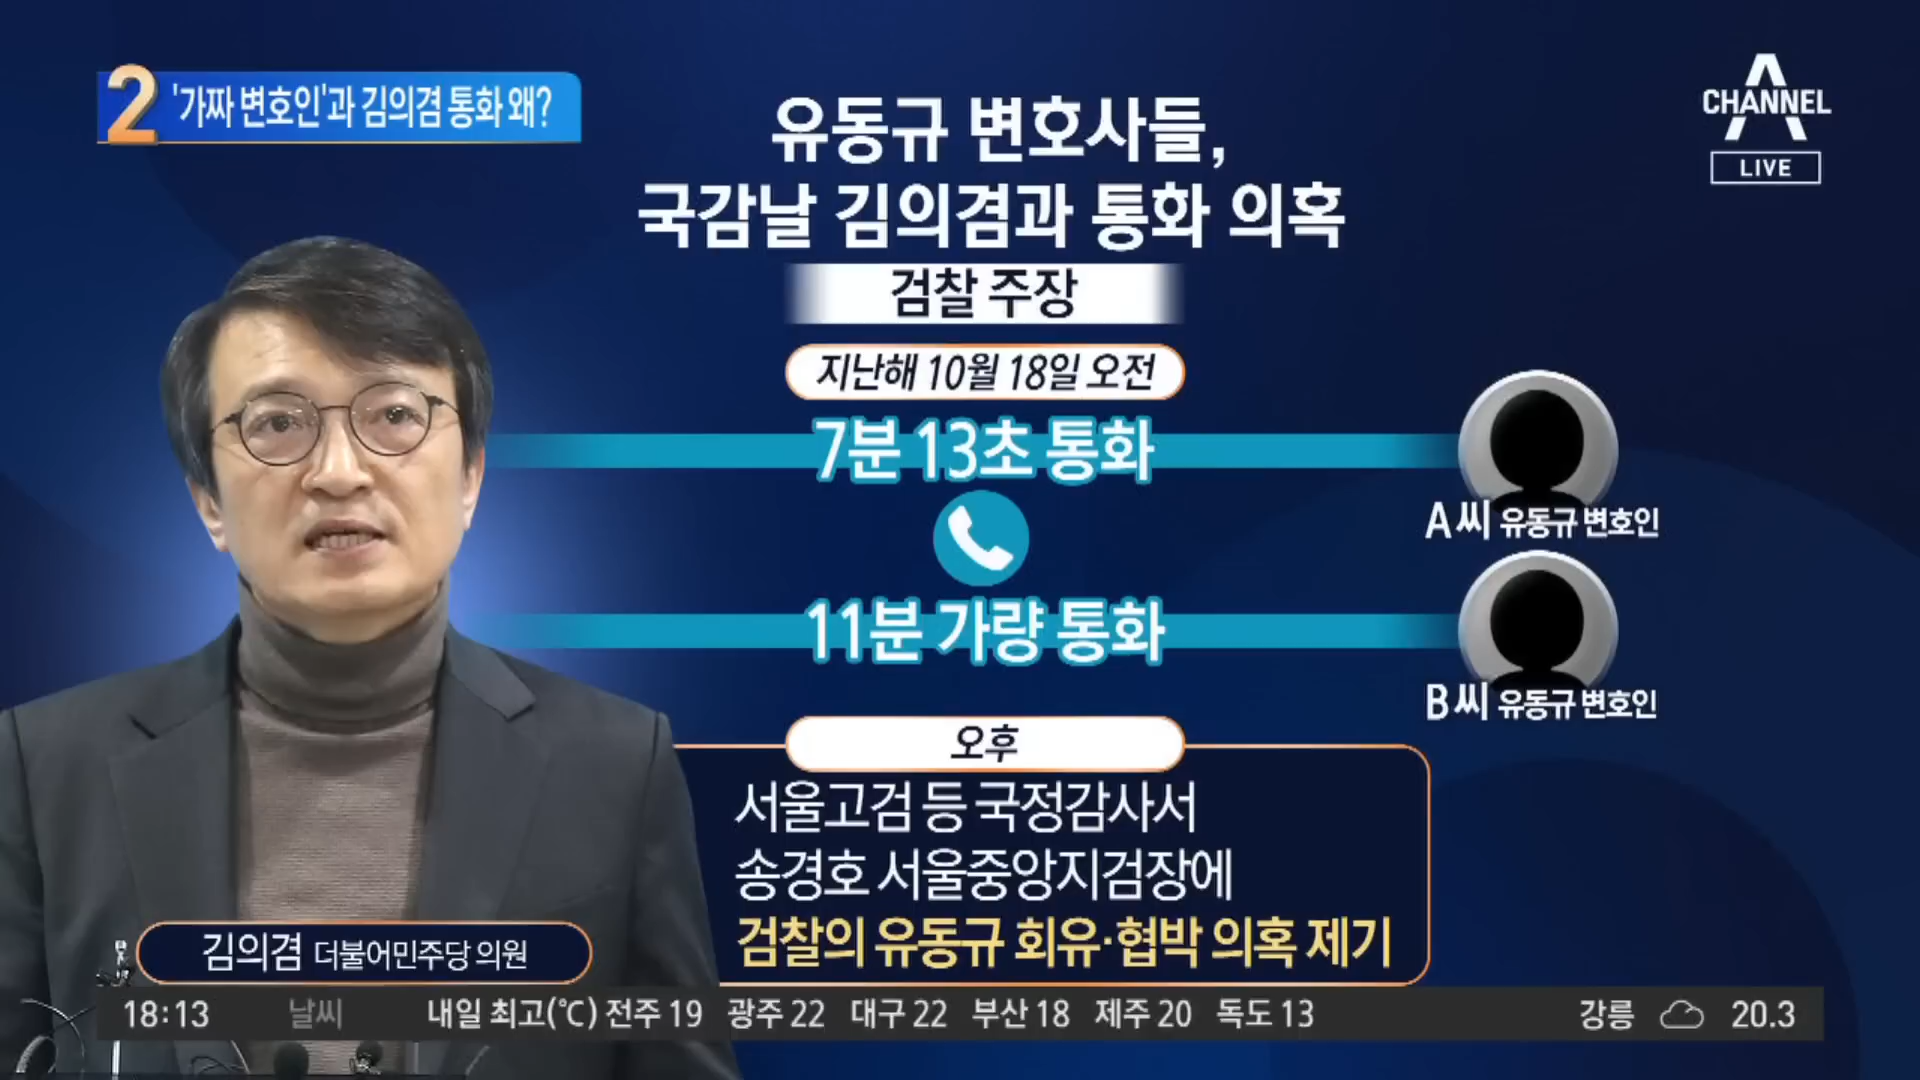 2 '가짜 변호인'과 김의겸 통화 왜?
CHANNEL A
LIVE
유동규 변호사들,
국감날 김의겸과 통화 의혹
검찰 주장
지난해 10월 18일 오전
7분 13초 통화
A씨 유동규 변호인
11분 가량 통화
B씨 유동규 변호인
오후
서울고검 등 국정감사서
송경호 서울중앙지검장에
검찰의 유동규 회유·협박 의혹 제기
김의겸 더불어민주당 의원
18:13 날씨 내일 최고(℃) 전주 19 광주 22 대구 22 부산 18 제주 20 독도 13 강릉 20.3